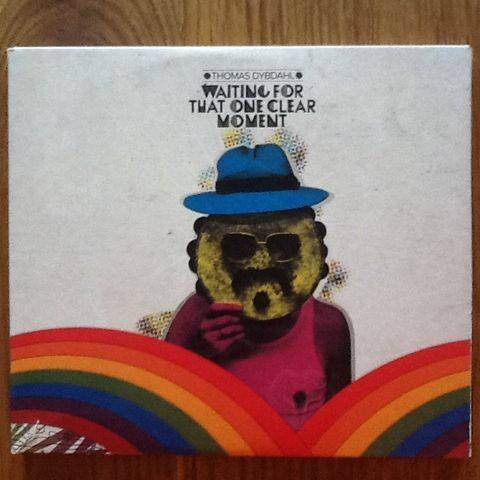 ●THOMAS DYBDAHL●
WAITING FOR
THAT ONE CLEAR
MOMENT